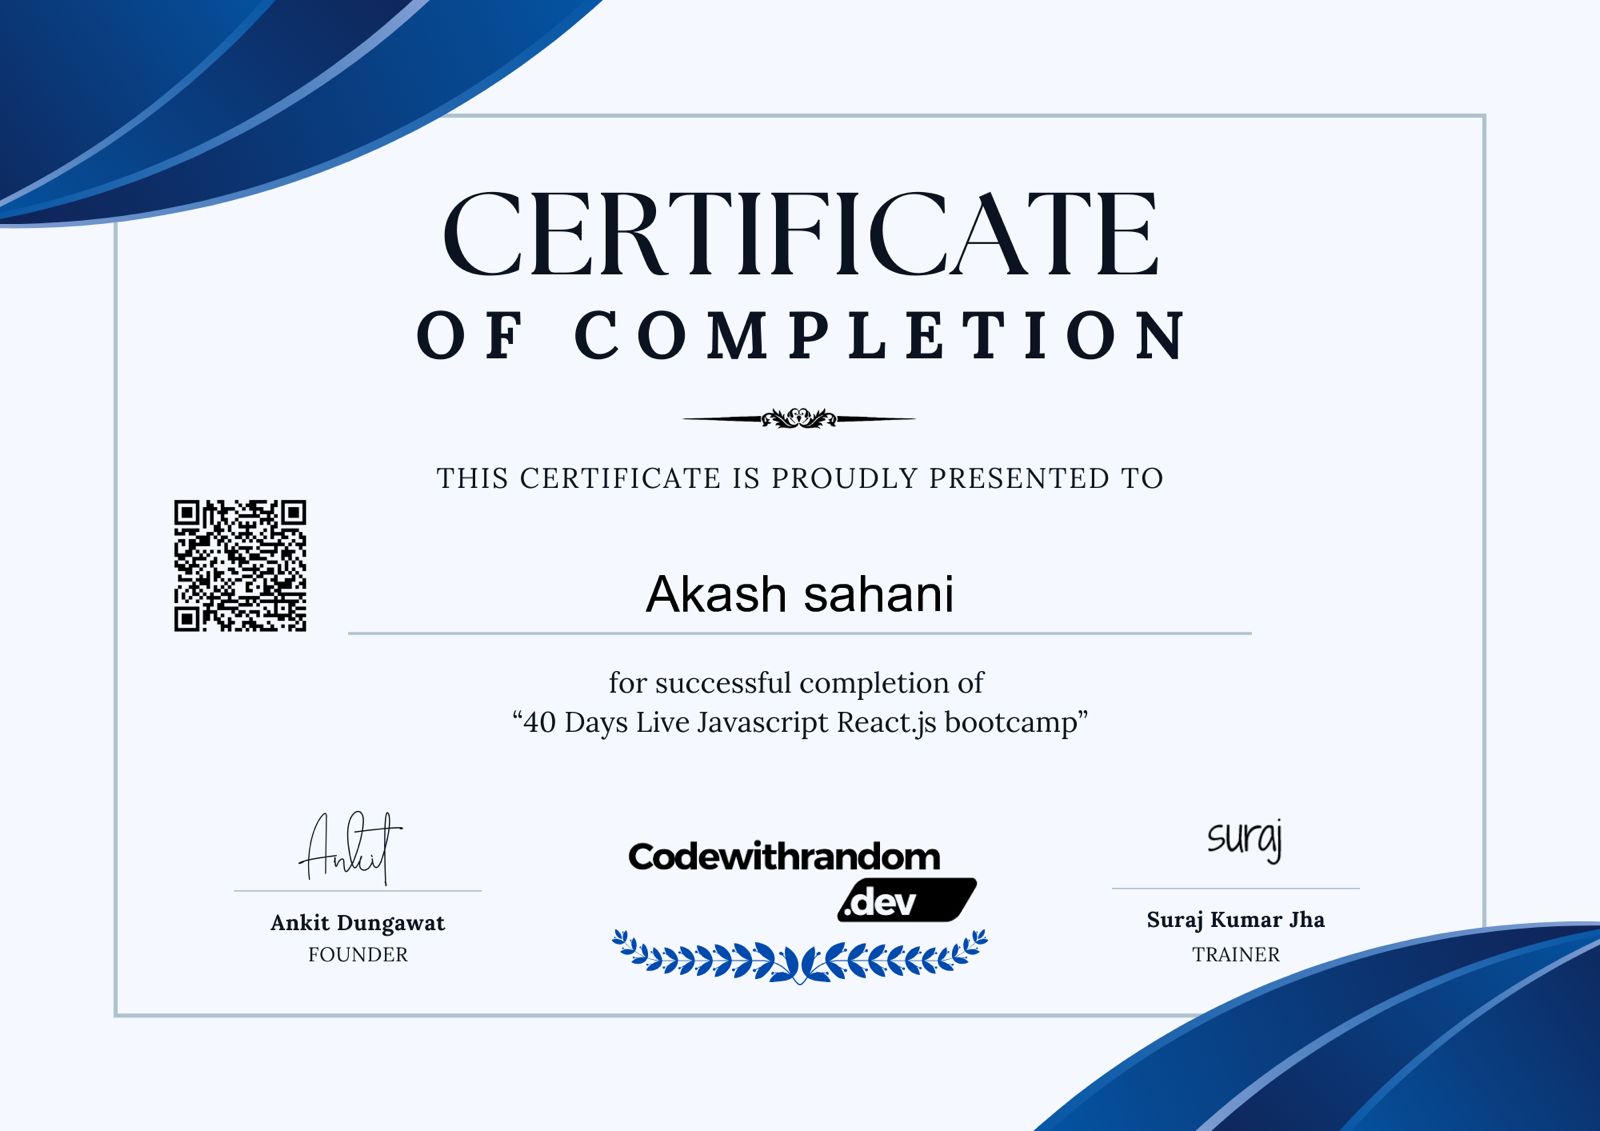 CERTIFICATE
OF COMPLETION
THIS CERTIFICATE IS PROUDLY PRESENTED TO
Akash sahani
for successful completion of
“40 Days Live Javascript React.js bootcamp”
Ankit
Ankit Dungawat
FOUNDER
Codewithrandom
.dev
suraj
Suraj Kumar Jha
TRAINER